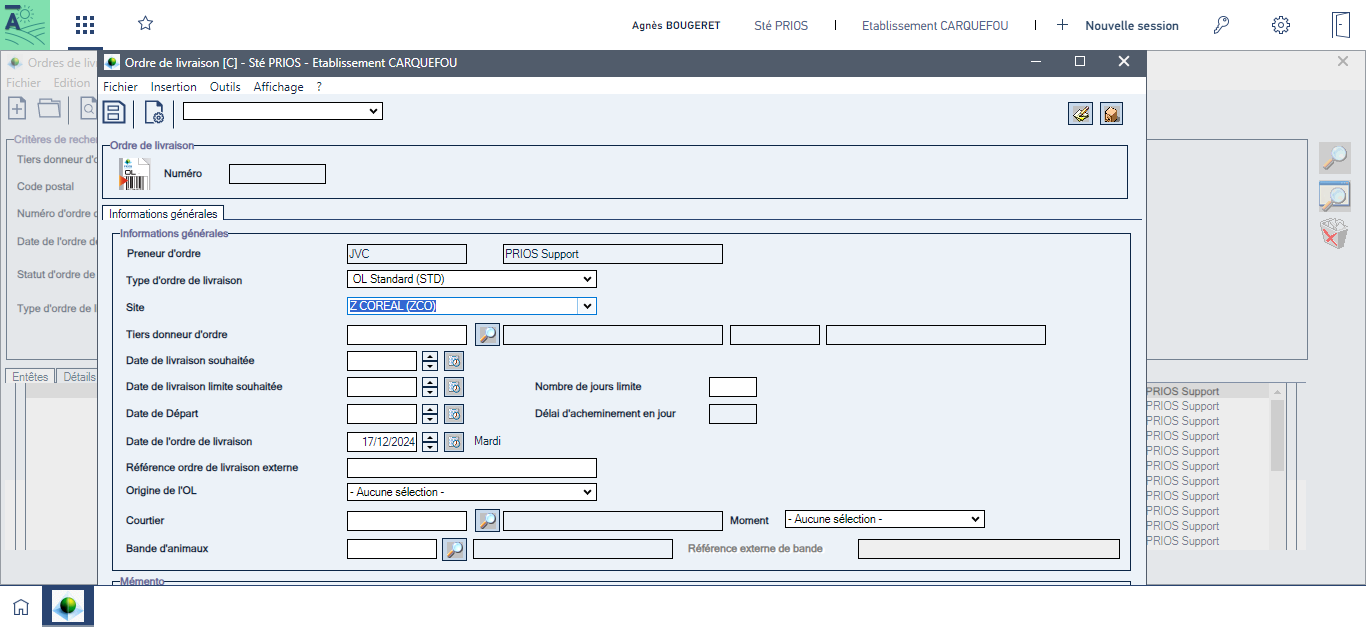 Agnès BOUGERET Sté PRIOS Etablissement CARQUEFOU Nouvelle session
Ordres de liv
Ordre de livraison [C] - Sté PRIOS - Etablissement CARQUEFOU
Fichier Edition
Fichier Insertion Outils Affichage ?
Critères de reche
Tiers donneur d'o
Code postal
Numéro d'ordre d
Date de l'ordre de
Statut d'ordre de
Type d'ordre de l
Entêtes Détails
Ordre de livraison
OL
Numéro
Informations générales
Informations générales
Preneur d'ordre JVC PRIOS Support
Type d'ordre de livraison OL Standard (STD)
Site Z COREAL (ZCO)
Tiers donneur d'ordre
Date de livraison souhaitée
Date de livraison limite souhaitée Nombre de jours limite
Date de Départ Délai d'acheminement en jour
Date de l'ordre de livraison 17/12/2024 Mardi
Référence ordre de livraison externe
Origine de l'OL - Aucune sélection -
Courtier Moment - Aucune sélection -
Bande d'animaux Référence externe de bande
Mémento
PRIOS Support
PRIOS Support
PRIOS Support
PRIOS Support
PRIOS Support
PRIOS Support
PRIOS Support
PRIOS Support
PRIOS Support
PRIOS Support
PRIOS Support